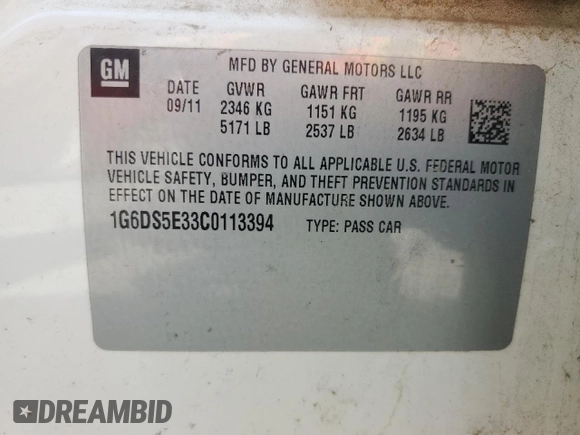 GM
MFD BY GENERAL MOTORS LLC
DATE GVWR GAWR FRT GAWR RR
09/11 2346 KG 1151 KG 1195 KG
5171 LB 2537 LB 2634 LB
THIS VEHICLE CONFORMS TO ALL APPLICABLE U.S. FEDERAL MOTOR
VEHICLE SAFETY, BUMPER, AND THEFT PREVENTION STANDARDS IN
EFFECT ON THE DATE OF MANUFACTURE SHOWN ABOVE.
1G6DS5E33C0113394 TYPE: PASS CAR
#DREAMBID